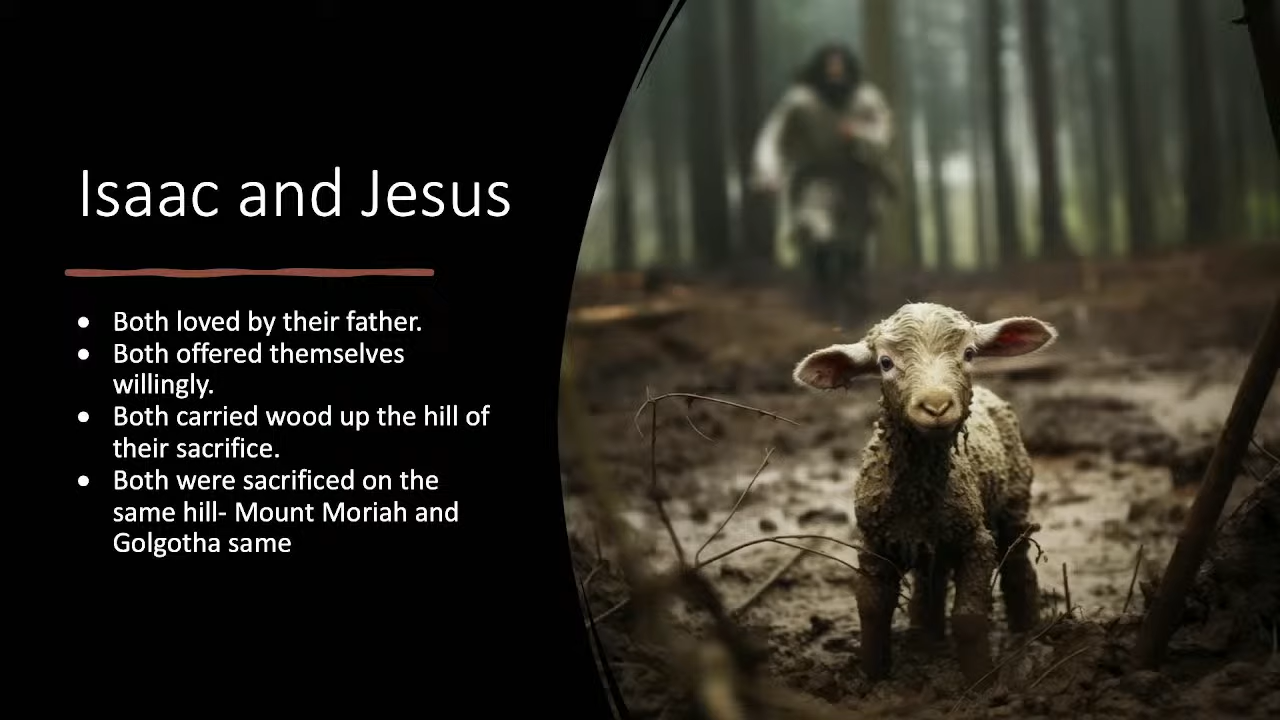 Isaac and Jesus
• Both loved by their father.
• Both offered themselves
willingly.
• Both carried wood up the hill of
their sacrifice.
• Both were sacrificed on the
same hill- Mount Moriah and
Golgotha same